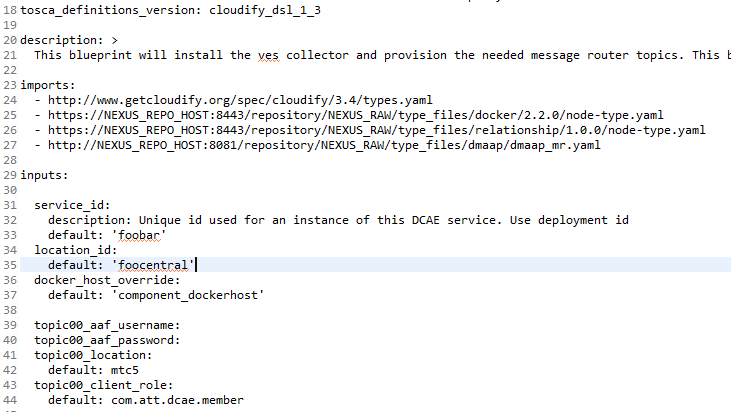 18 tosca_definitions_version: cloudify_dsl_1_3
19
20 description: >
21 This blueprint will install the ves collector and provision the needed message router topics. This
22
23 imports:
24 - http://www.getcloudify.org/spec/cloudify/3.4/types.yaml
25 - https://NEXUS_REPO_HOST:8443/repository/NEXUS_RAW/type_files/docker/2.2.0/node-type.yaml
26 - https://NEXUS_REPO_HOST:8443/repository/NEXUS_RAW/type_files/relationship/1.0.0/node-type.yaml
27 - http://NEXUS_REPO_HOST:8081/repository/NEXUS_RAW/type_files/dmaap/dmaap_mr.yaml
28
29 inputs:
30
31 service_id:
32 description: Unique id used for an instance of this DCAE service. Use deployment id
33 default: 'foobar'
34 location_id:
35 default: 'foocentral'
36 docker_host_override:
37 default: 'component_dockerhost'
38
39 topic00_aaf_username:
40 topic00_aaf_password:
41 topic00_location:
42 default: mtc5
43 topic00_client_role:
44 default: com.att.dcae.member